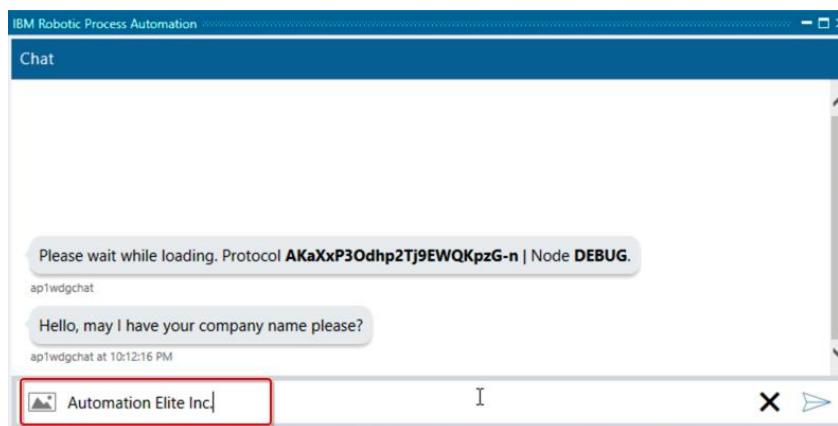 IBM Robotic Process Automation
Chat
Please wait while loading. Protocol AKaXxP3Odhp2Tj9EWQKpzG-n | Node DEBUG.
ap1wdgchat
Hello, may I have your company name please?
ap1wdgchat at 10:12:16 PM
Automation Elite Inc.